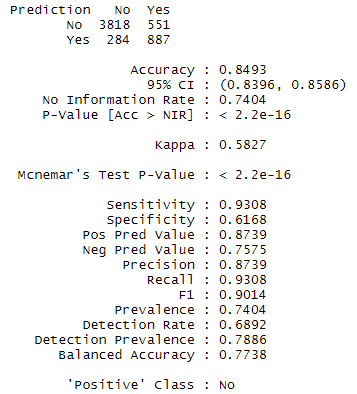 Prediction No Yes
No 3818 551
Yes 284 887
Accuracy : 0.8493
95% CI : (0.8396, 0.8586)
No Information Rate : 0.7404
P-Value [Acc > NIR] : < 2.2e-16
Kappa : 0.5827
Mcnemar's Test P-Value : < 2.2e-16
Sensitivity : 0.9308
Specificity : 0.6168
Pos Pred Value : 0.8739
Neg Pred Value : 0.7575
Precision : 0.8739
Recall : 0.9308
F1 : 0.9014
Prevalence : 0.7404
Detection Rate : 0.6892
Detection Prevalence : 0.7886
Balanced Accuracy : 0.7738
'Positive' Class : No